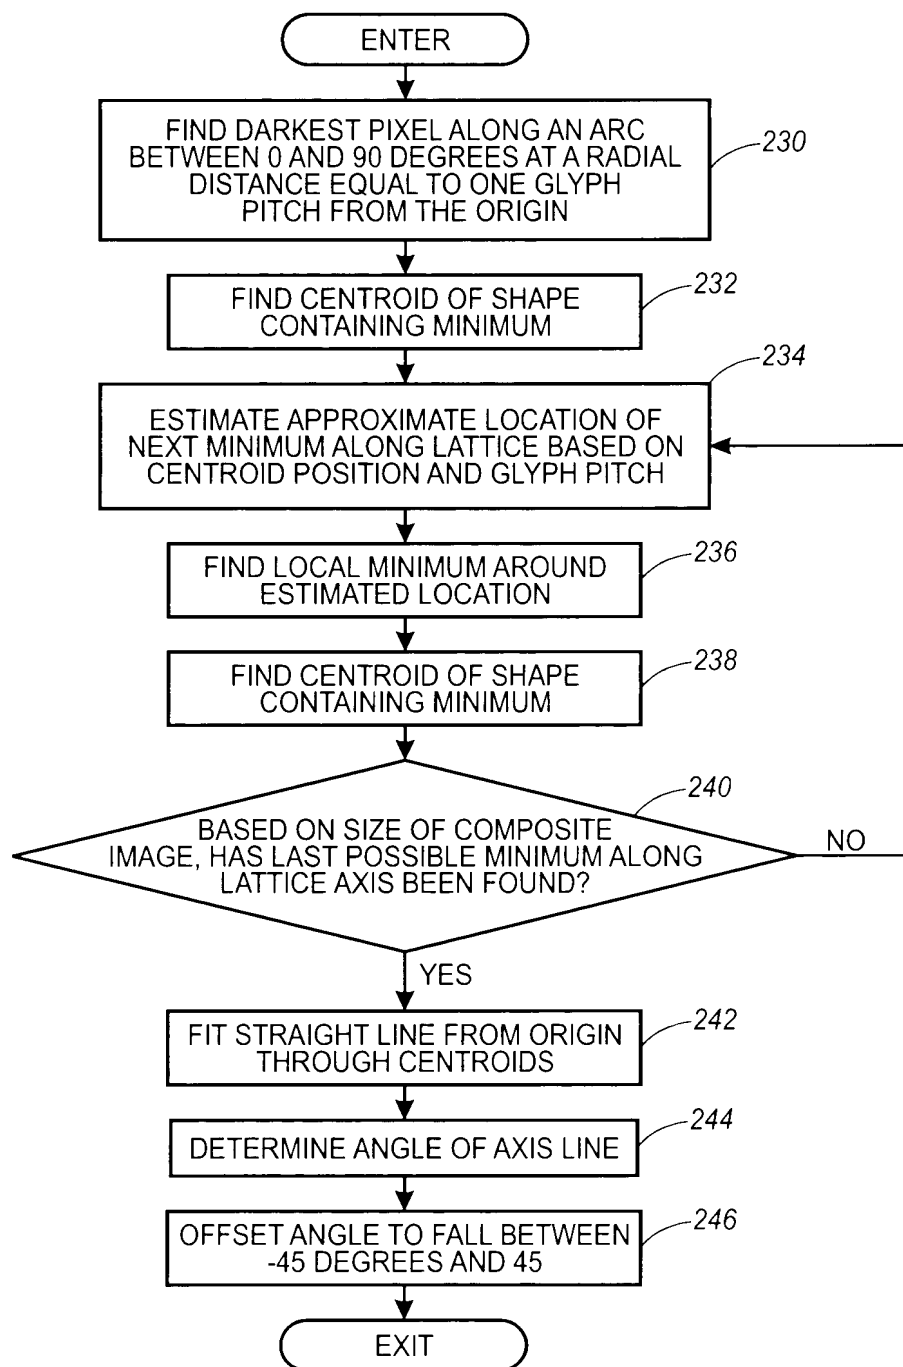 ENTER
FIND DARKEST PIXEL ALONG AN ARC
BETWEEN 0 AND 90 DEGREES AT A RADIAL
DISTANCE EQUAL TO ONE GLYPH
PITCH FROM THE ORIGIN
230
FIND CENTROID OF SHAPE
CONTAINING MINIMUM
232
234
ESTIMATE APPROXIMATE LOCATION OF
NEXT MINIMUM ALONG LATTICE BASED ON
CENTROID POSITION AND GLYPH PITCH
FIND LOCAL MINIMUM AROUND
ESTIMATED LOCATION
236
FIND CENTROID OF SHAPE
CONTAINING MINIMUM
238
240
BASED ON SIZE OF COMPOSITE
IMAGE, HAS LAST POSSIBLE MINIMUM ALONG
LATTICE AXIS BEEN FOUND?
NO
YES
FIT STRAIGHT LINE FROM ORIGIN
THROUGH CENTROIDS
242
DETERMINE ANGLE OF AXIS LINE
244
OFFSET ANGLE TO FALL BETWEEN
-45 DEGREES AND 45
246
EXIT